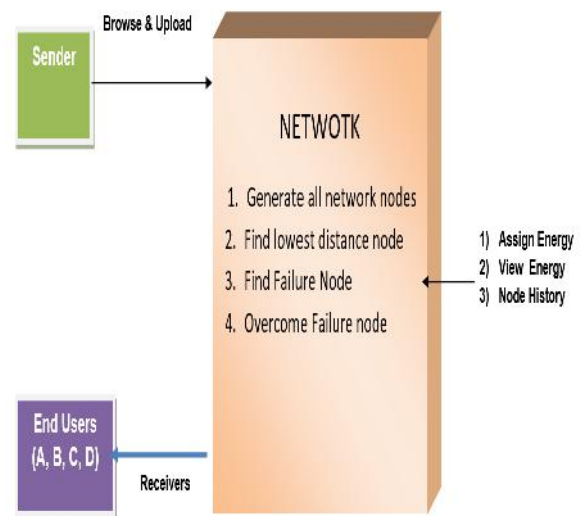 Browse & Upload
Sender
NETWOTK
1. Generate all network nodes
2. Find lowest distance node
3. Find Failure Node
4. Overcome Failure node
1) Assign Energy
2) View Energy
3) Node History
End Users
(A, B, C, D)
Receivers